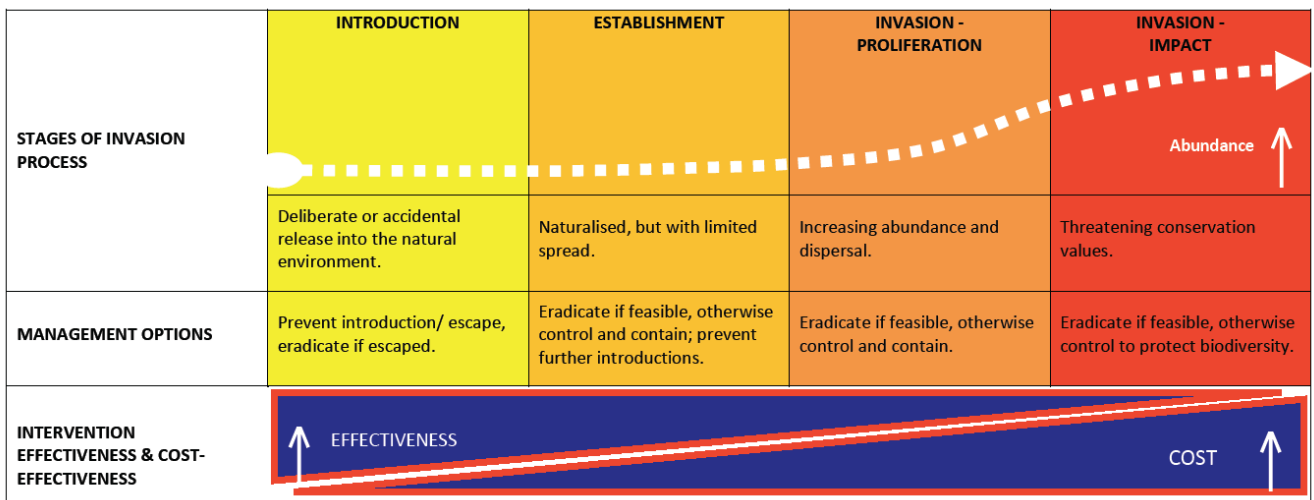 INTRODUCTION
ESTABLISHMENT
INVASION -
PROLIFERATION
INVASION -
IMPACT
STAGES OF INVASION
PROCESS
Abundance
Deliberate or accidental
release into the natural
environment.
Naturalised, but with limited
spread.
Increasing abundance and
dispersal.
Threatening conservation
values.
MANAGEMENT OPTIONS
Prevent introduction/ escape,
eradicate if escaped.
Eradicate if feasible, otherwise
control and contain; prevent
further introductions.
Eradicate if feasible, otherwise
control and contain.
Eradicate if feasible, otherwise
control to protect biodiversity.
INTERVENTION
EFFECTIVENESS & COST-
EFFECTIVENESS
EFFECTIVENESS
COST